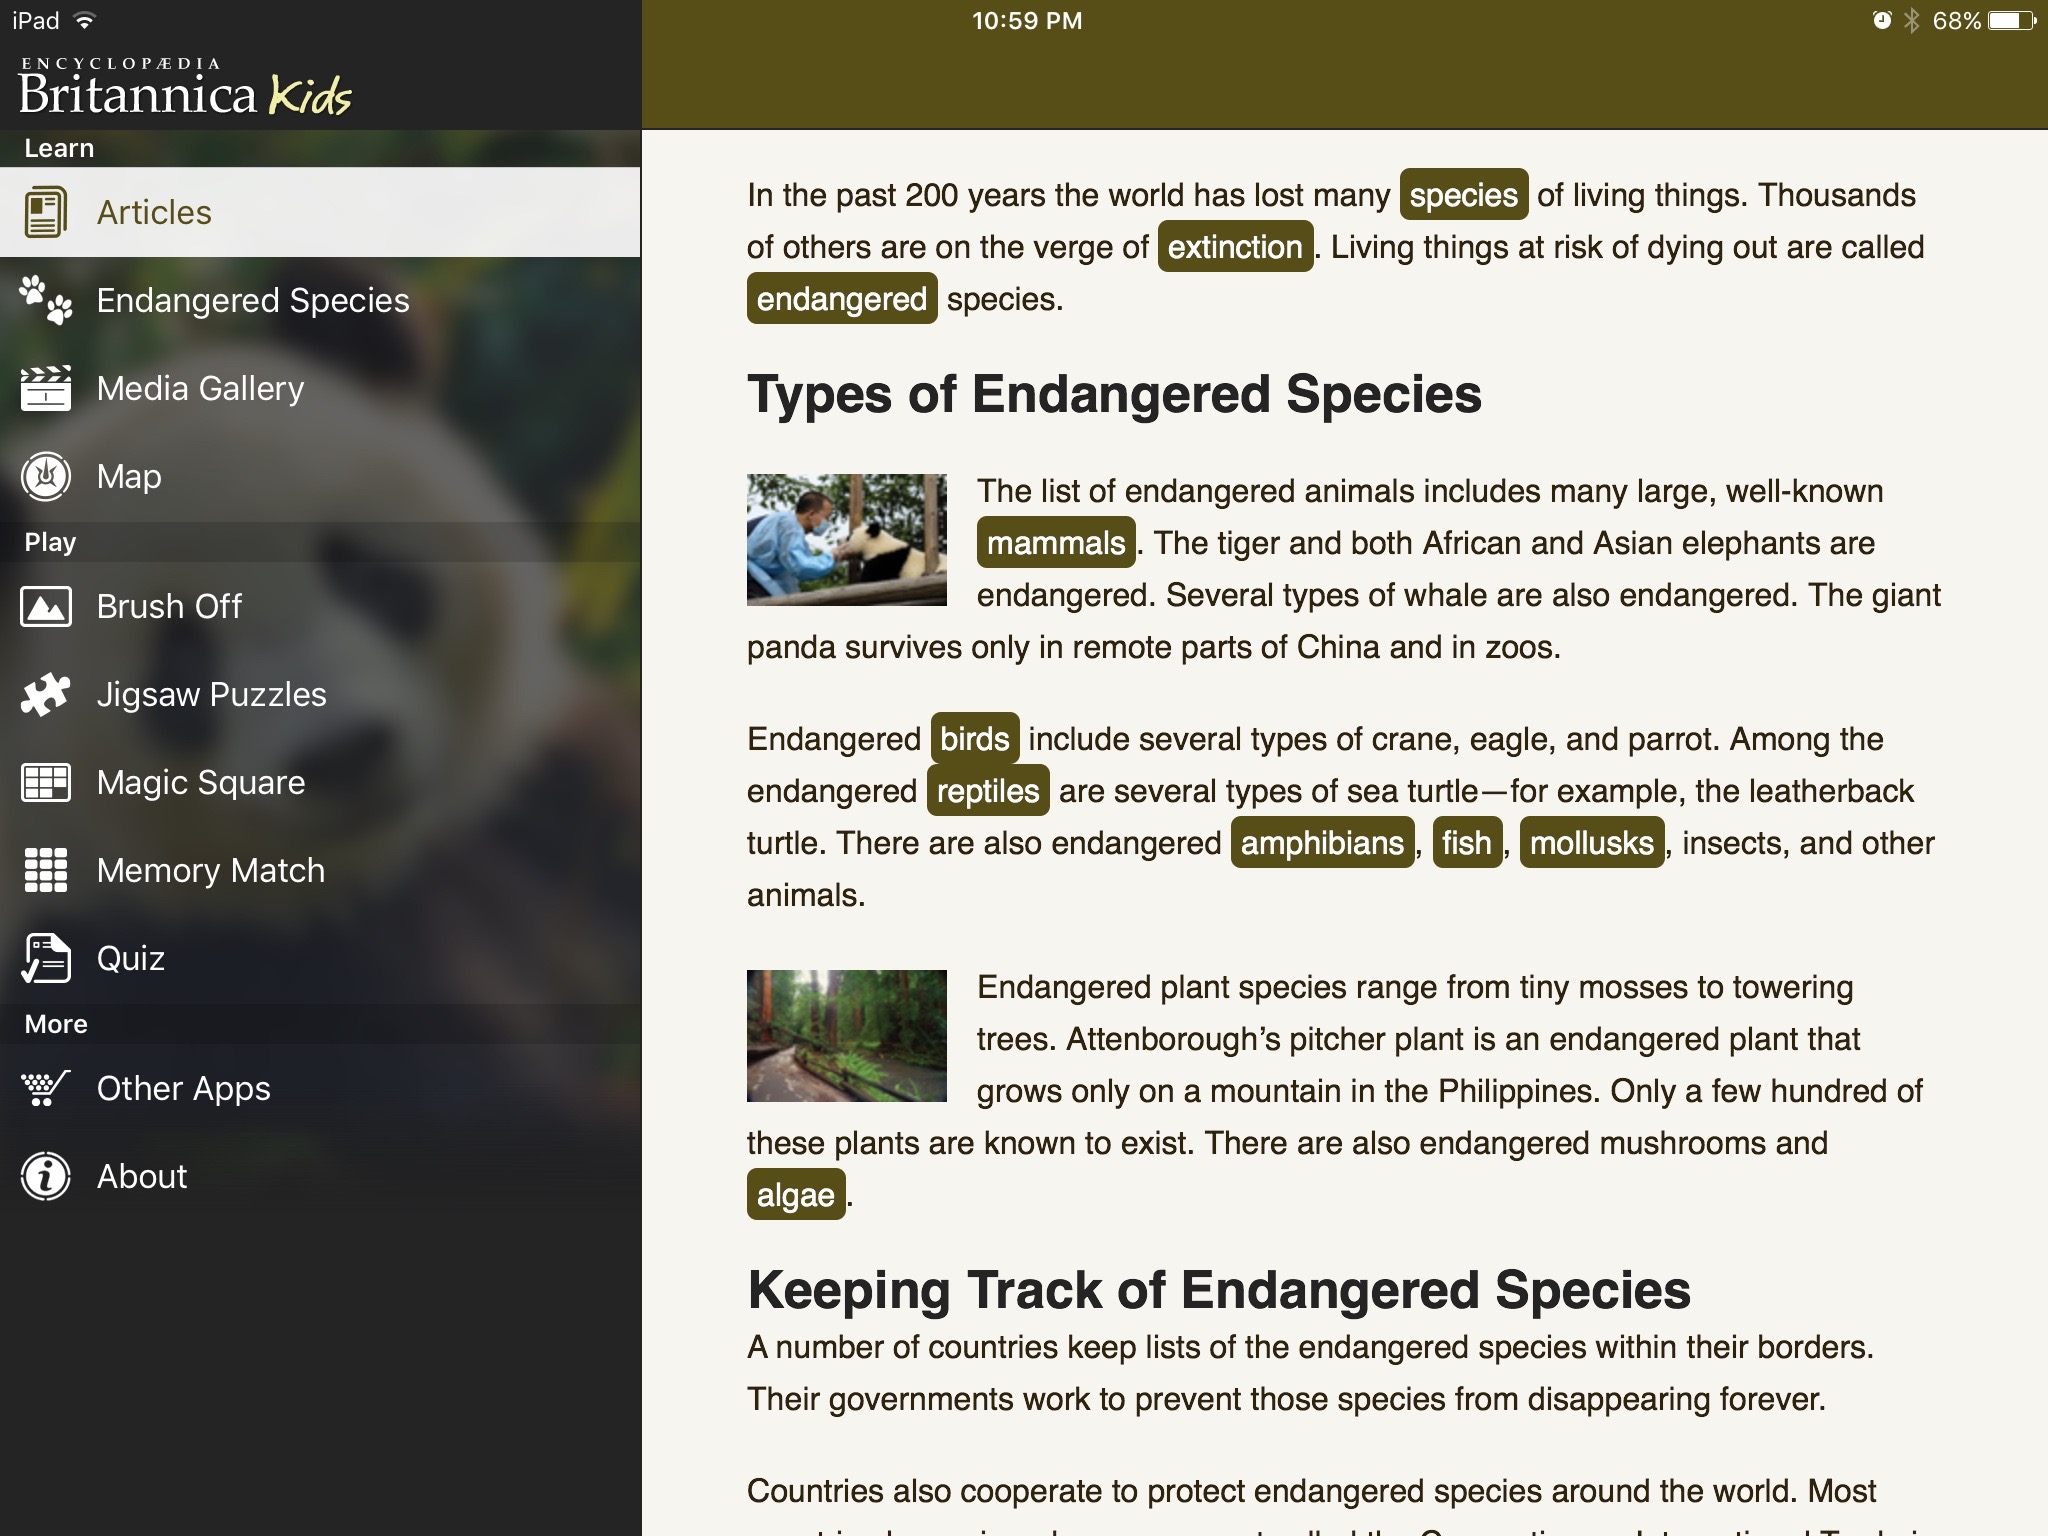 iPad
10:59 PM
68%
ENCYCLOPÆDIA
Britannica Kids
Learn
Articles
Endangered Species
Media Gallery
Map
Play
Brush Off
Jigsaw Puzzles
Magic Square
Memory Match
Quiz
More
Other Apps
About
In the past 200 years the world has lost many species of living things. Thousands
of others are on the verge of extinction. Living things at risk of dying out are called
endangered species.
Types of Endangered Species
The list of endangered animals includes many large, well-known
mammals. The tiger and both African and Asian elephants are
endangered. Several types of whale are also endangered. The giant
panda survives only in remote parts of China and in zoos.
Endangered birds include several types of crane, eagle, and parrot. Among the
endangered reptiles are several types of sea turtle—for example, the leatherback
turtle. There are also endangered amphibians, fish, mollusks, insects, and other
animals.
Endangered plant species range from tiny mosses to towering
trees. Attenborough’s pitcher plant is an endangered plant that
grows only on a mountain in the Philippines. Only a few hundred of
these plants are known to exist. There are also endangered mushrooms and
algae.
Keeping Track of Endangered Species
A number of countries keep lists of the endangered species within their borders.
Their governments work to prevent those species from disappearing forever.
Countries also cooperate to protect endangered species around the world. Most